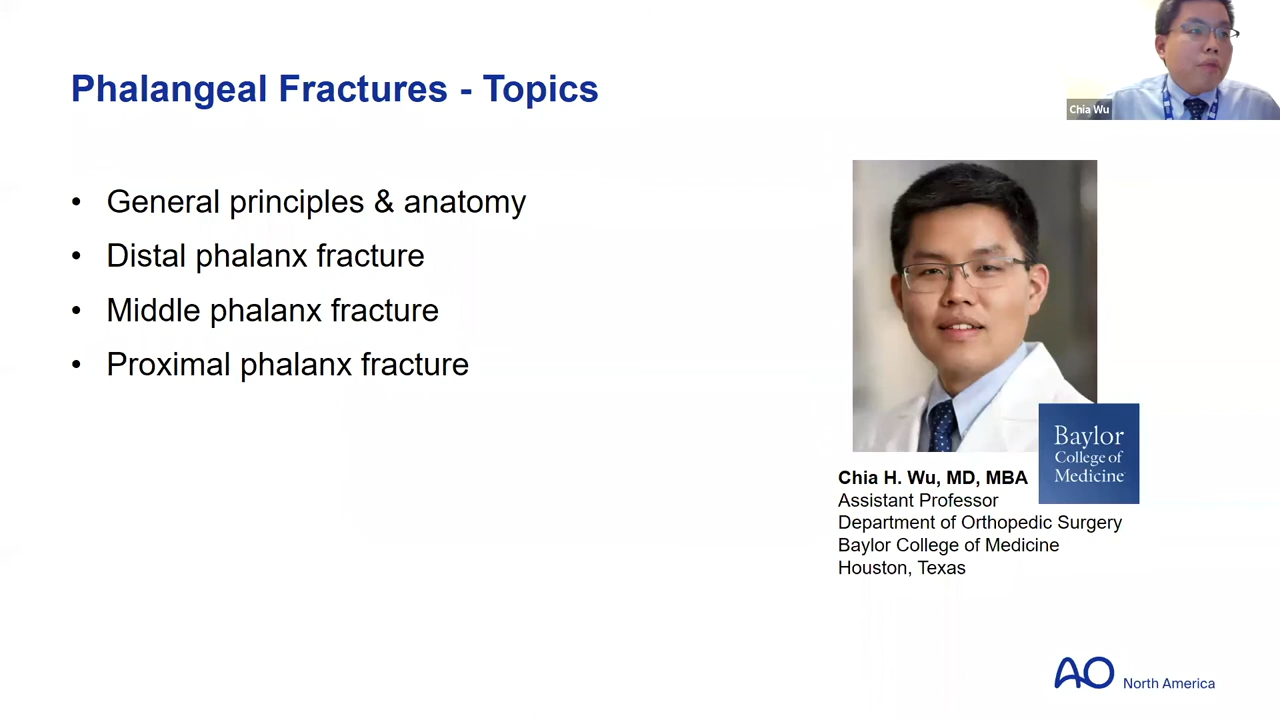 Phalangeal Fractures - Topics
Chia Wu
• General principles & anatomy
• Distal phalanx fracture
• Middle phalanx fracture
• Proximal phalanx fracture
Baylor
College of
Medicine
Chia H. Wu, MD, MBA
Assistant Professor
Department of Orthopedic Surgery
Baylor College of Medicine
Houston, Texas
AO North America